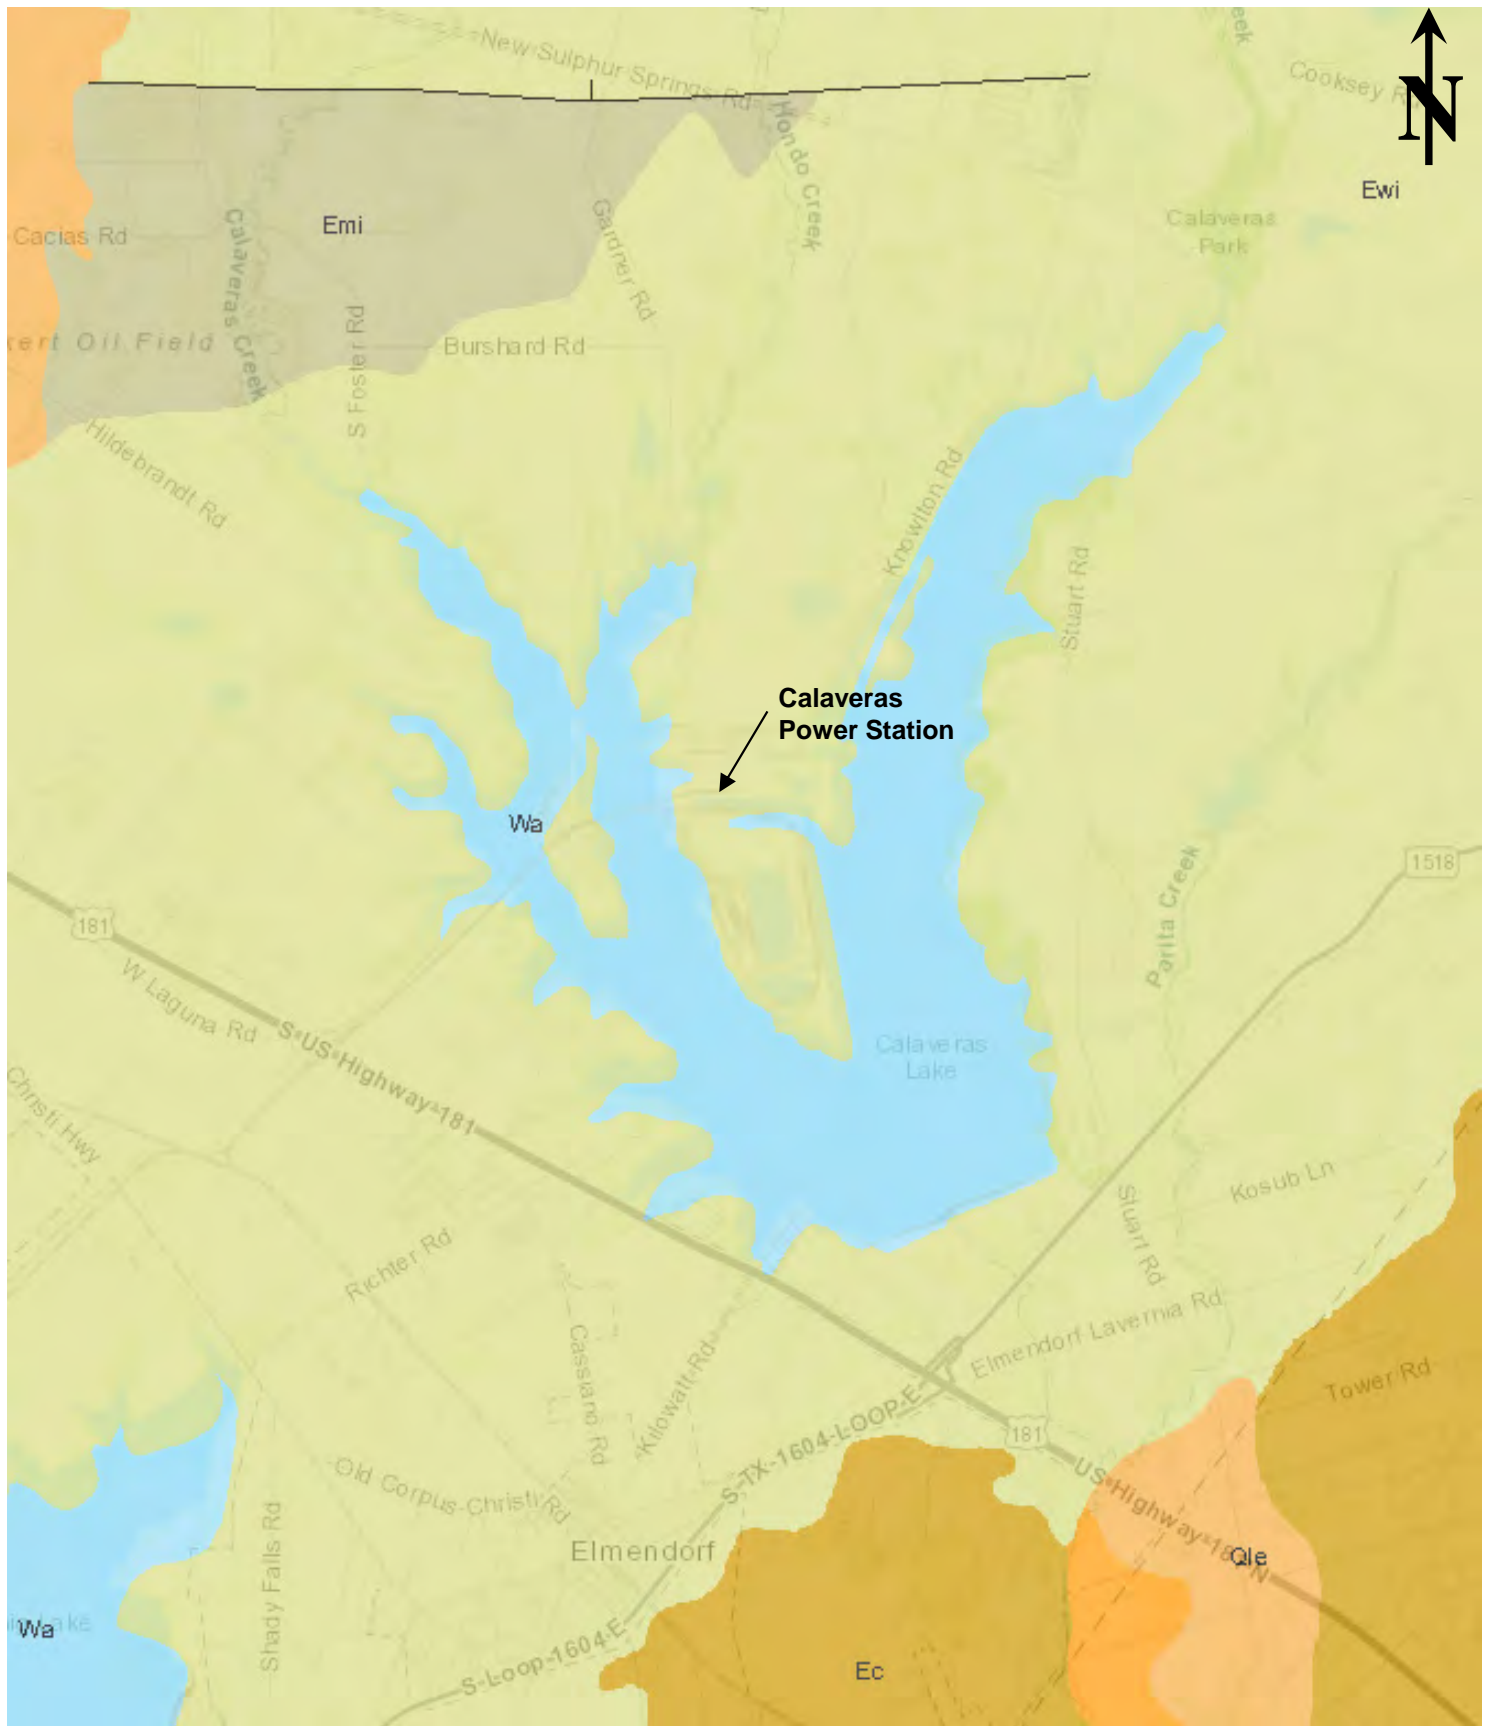 New Sulphur Springs Rd
eek
Cooksey
N
Ewi
Hondo Creek
Calaveras
Park
Cacias Rd
Emi
Calaveras Creek
Gardner Rd
S Foster Rd
Burshard Rd
kert Oil Field
Hildebrandt Rd
Knowlton Rd
Stuart Rd
Calaveras
Power Station
Wa
1518
Parita Creek
181
W Laguna Rd
S US Highway 181
Calaveras
Lake
Christi Hwy
Kosub Ln
Stuart Rd
Richter Rd
Elmendorf Lavernia Rd
Cassiano Rd
Kilowatt Rd
Tower Rd
S-TX-1604-LOOP-E
181
US Highway 181 N
Old Corpus Christi Rd
Elmendorf
Qle
Shady Falls Rd
Lake
Wa
S-Loop-1604-E
Ec